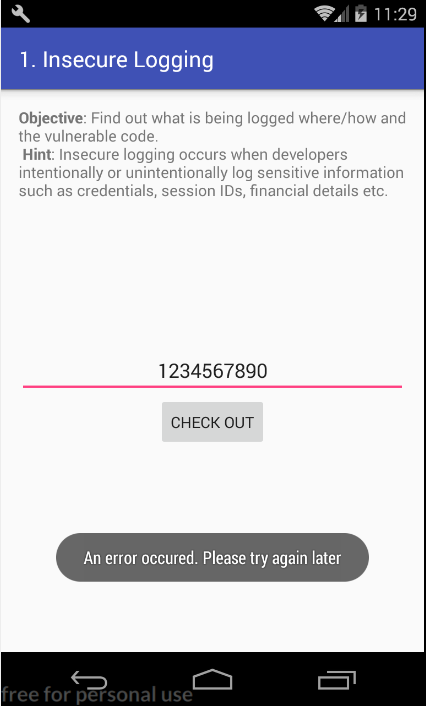 11:29
1. Insecure Logging
Objective: Find out what is being logged where/how and
the vulnerable code.
Hint: Insecure logging occurs when developers
intentionally or unintentionally log sensitive information
such as credentials, session IDs, financial details etc.
1234567890
CHECK OUT
An error occured. Please try again later
free for personal use